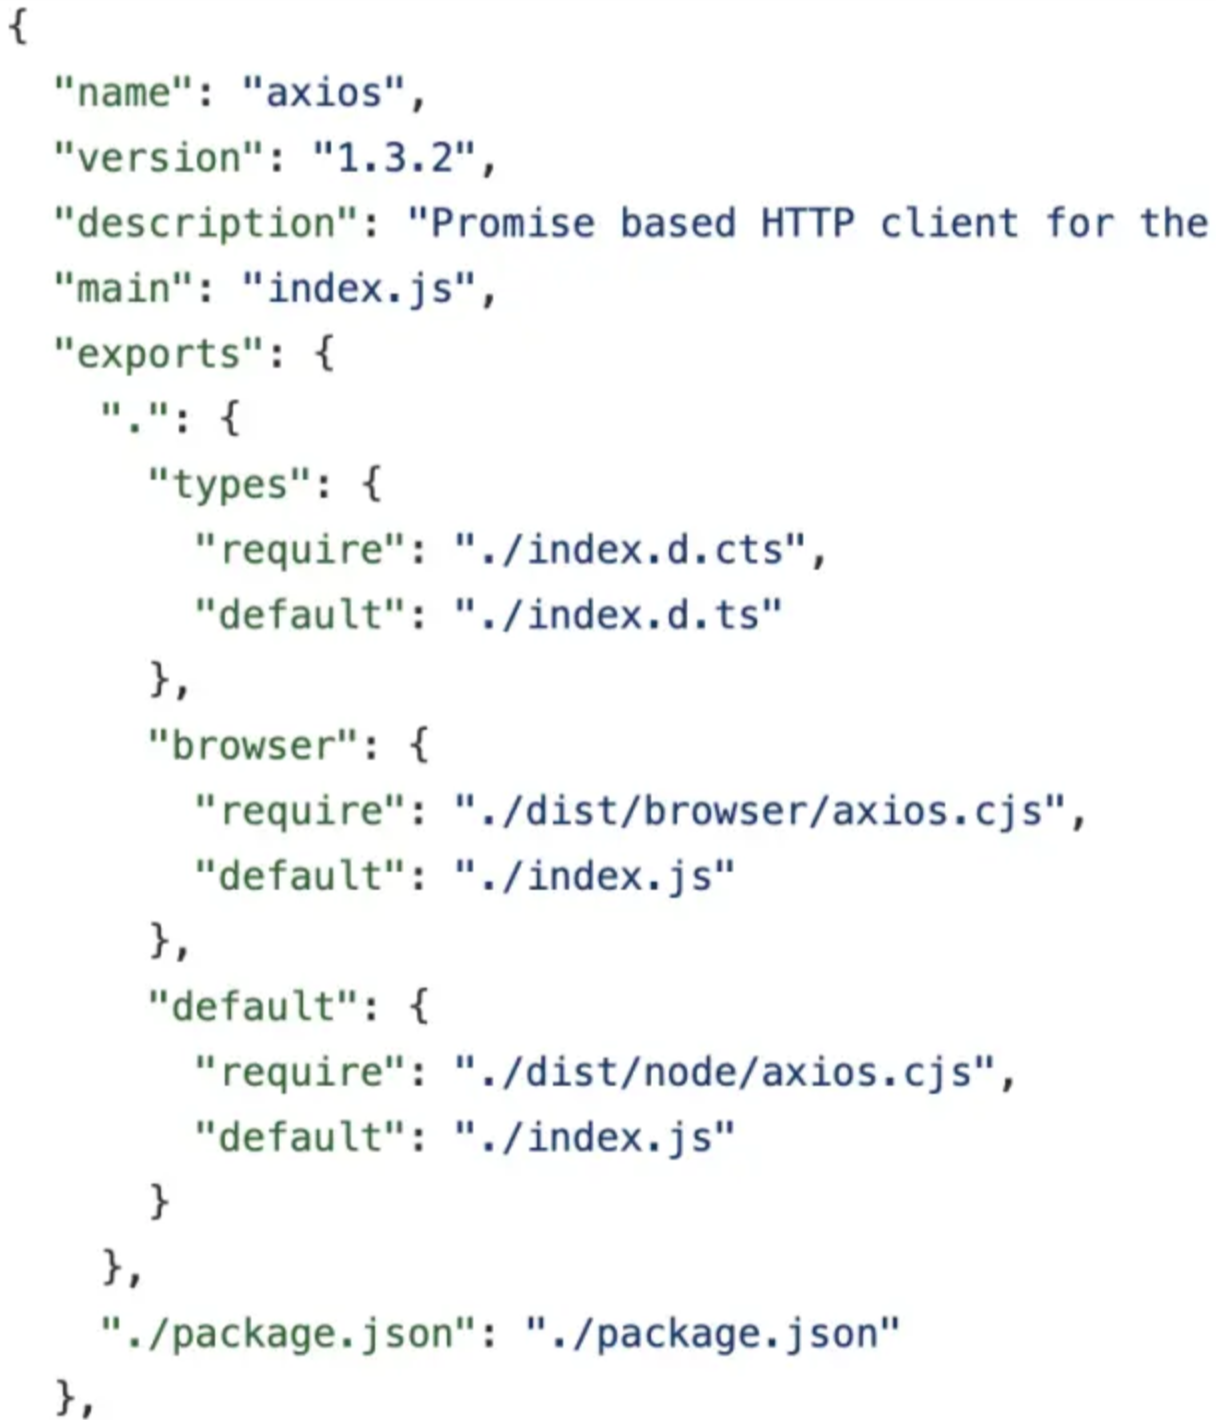 {
  "name": "axios",
  "version": "1.3.2",
  "description": "Promise based HTTP client for the
  "main": "index.js",
  "exports": {
    ".": {
      "types": {
        "require": "./index.d.cts",
        "default": "./index.d.ts"
      },
      "browser": {
        "require": "./dist/browser/axios.cjs",
        "default": "./index.js"
      },
      "default": {
        "require": "./dist/node/axios.cjs",
        "default": "./index.js"
      }
    },
    "./package.json": "./package.json"
  },